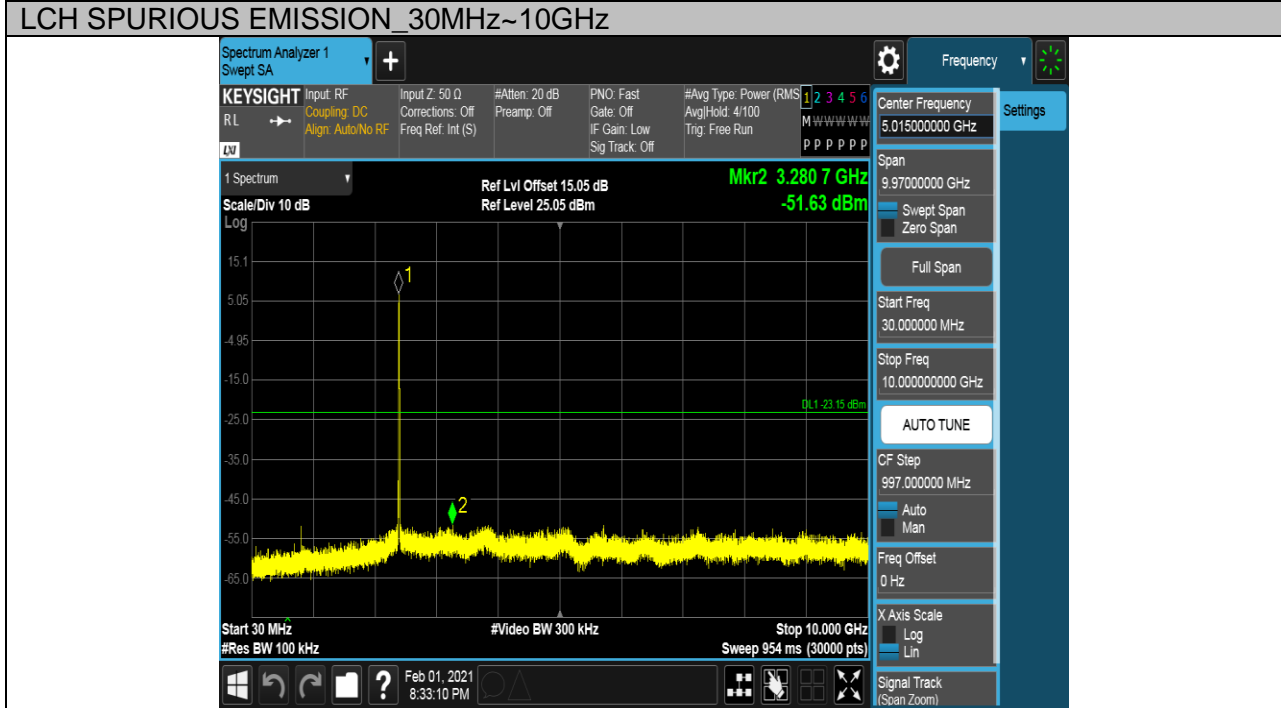 LCH SPURIOUS EMISSION_30MHz~10GHz
Spectrum Analyzer 1
Swept SA
+
Frequency
KEYSIGHT
RL
LXI
Input: RF
Coupling: DC
Align: Auto/No RF
Input Z: 50 Ω
Corrections: Off
Freq Ref: Int (S)
#Atten: 20 dB
Preamp: Off
PNO: Fast
Gate: Off
IF Gain: Low
Sig Track: Off
#Avg Type: Power (RMS
Avg|Hold: 4/100
Trig: Free Run
1 2 3 4 5 6
M W W W W W
P P P P P P
1 Spectrum
Scale/Div 10 dB
Log
Ref Lvl Offset 15.05 dB
Ref Level 25.05 dBm
Mkr2 3.280 7 GHz
-51.63 dBm
15.1
5.05
-4.95
-15.0
-25.0
-35.0
-45.0
-55.0
-65.0
1
2
DL1 -23.15 dBm
Start 30 MHz
#Res BW 100 kHz
#Video BW 300 kHz
Stop 10.000 GHz
Sweep 954 ms (30000 pts)
?
Feb 01, 2021
8:33:10 PM
Center Frequency
5.015000000 GHz
Settings
Span
9.97000000 GHz
Swept Span
Zero Span
Full Span
Start Freq
30.000000 MHz
Stop Freq
10.000000000 GHz
AUTO TUNE
CF Step
997.000000 MHz
Auto
Man
Freq Offset
0 Hz
X Axis Scale
Log
Lin
Signal Track
(Span Zoom)